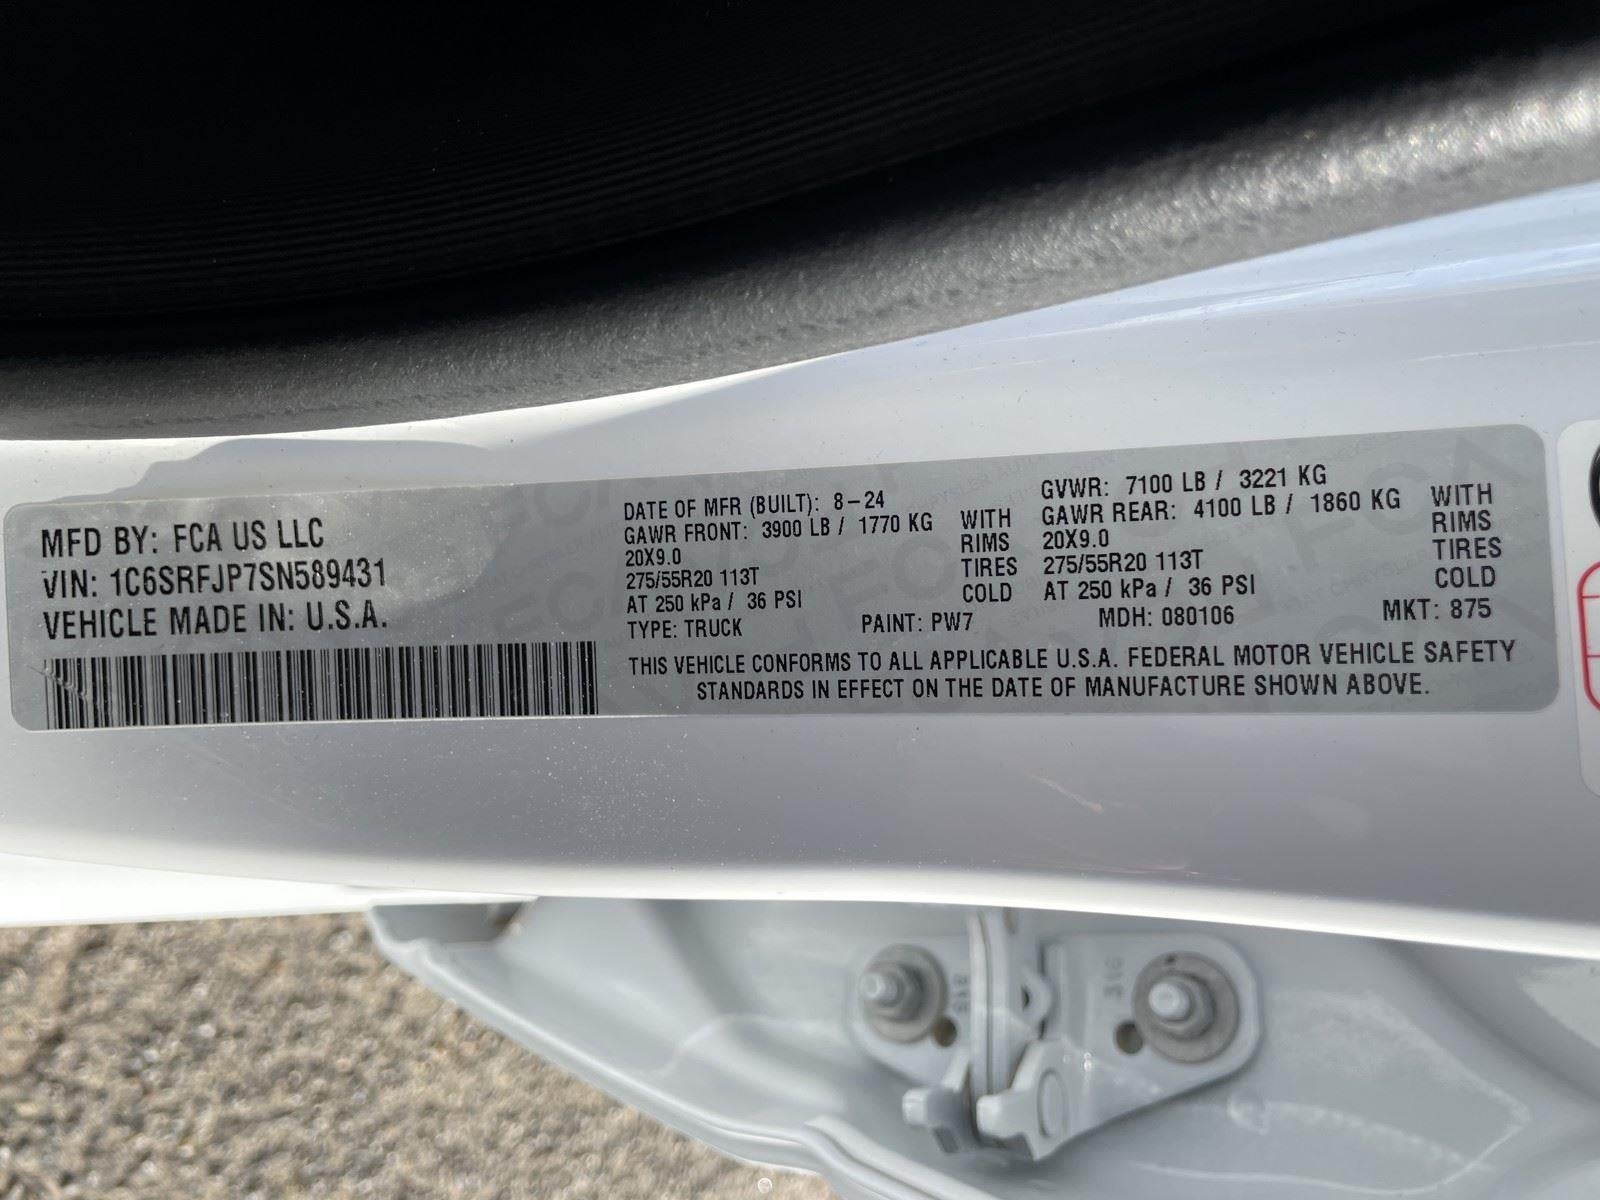 MFD BY: FCA US LLC
VIN: 1C6SRFJP7SN589431
VEHICLE MADE IN: U.S.A.
DATE OF MFR (BUILT): 8-24
GAWR FRONT: 3900 LB / 1770 KG WITH
20X9.0 RIMS
275/55R20 113T TIRES
AT 250 kPa / 36 PSI COLD
GVWR: 7100 LB / 3221 KG
GAWR REAR: 4100 LB / 1860 KG WITH
20X9.0 RIMS
275/55R20 113T TIRES
AT 250 kPa / 36 PSI COLD
TYPE: TRUCK PAINT: PW7 MDH: 080106 MKT: 875
THIS VEHICLE CONFORMS TO ALL APPLICABLE U.S.A. FEDERAL MOTOR VEHICLE SAFETY
STANDARDS IN EFFECT ON THE DATE OF MANUFACTURE SHOWN ABOVE.